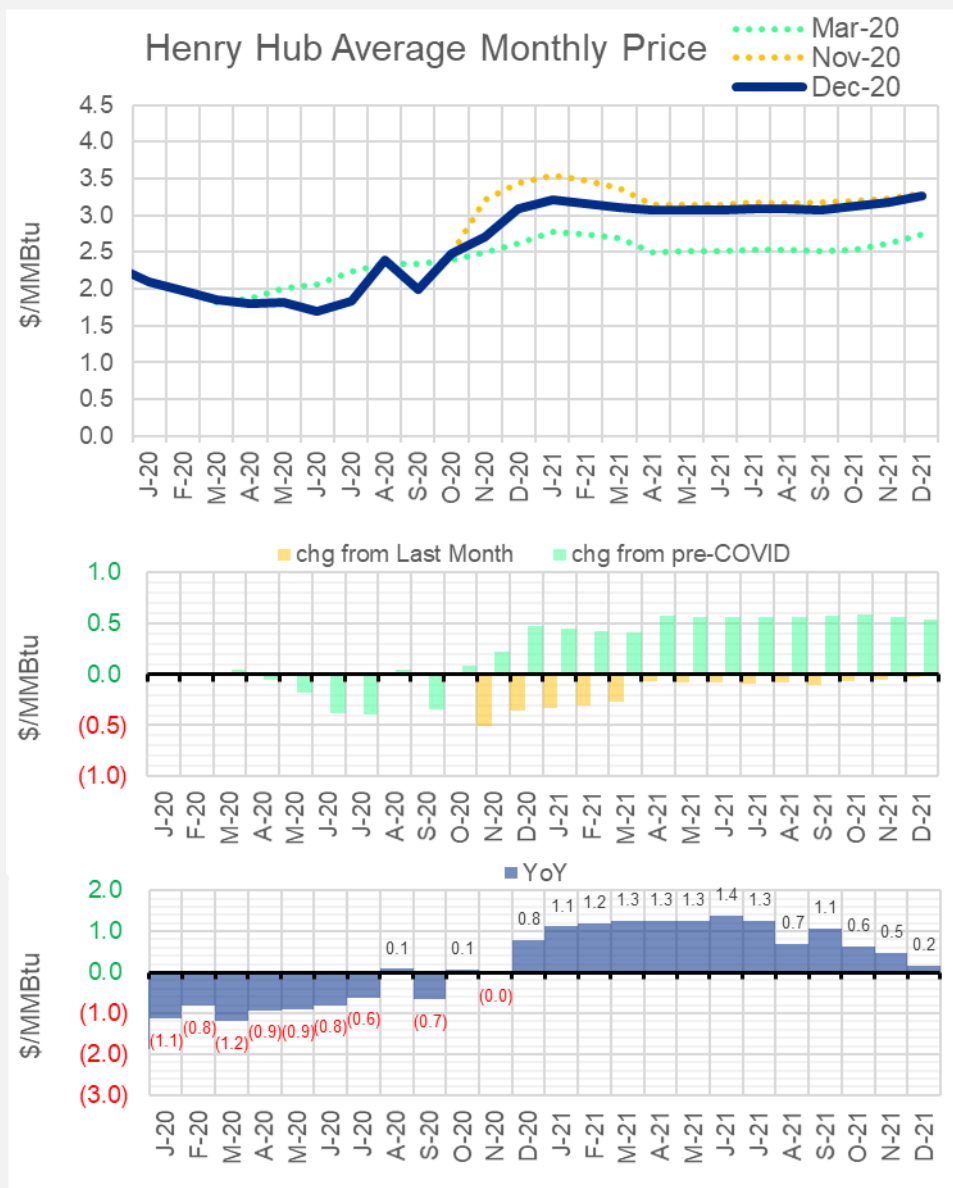 Henry Hub Average Monthly Price
Mar-20
Nov-20
Dec-20
$/MMBtu
4.5
4.0
3.5
3.0
2.5
2.0
1.5
1.0
0.5
0.0
J-20 F-20 M-20 A-20 M-20 J-20 J-20 A-20 S-20 O-20 N-20 D-20 J-21 F-21 M-21 A-21 M-21 J-21 J-21 A-21 S-21 O-21 N-21 D-21
chg from Last Month chg from pre-COVID
$/MMBtu
1.0
0.5
0.0
(0.5)
(1.0)
J-20 F-20 M-20 A-20 M-20 J-20 J-20 A-20 S-20 O-20 N-20 D-20 J-21 F-21 M-21 A-21 M-21 J-21 J-21 A-21 S-21 O-21 N-21 D-21
YoY
$/MMBtu
2.0
1.0
0.0
(1.0)
(2.0)
(3.0)
(1.1) (0.8) (1.2) (0.9) (0.9) (0.8) (0.6) 0.1 (0.7) 0.1 (0.0) 0.8 1.1 1.2 1.3 1.3 1.3 1.4 1.3 0.7 1.1 0.6 0.5 0.2
J-20 F-20 M-20 A-20 M-20 J-20 J-20 A-20 S-20 O-20 N-20 D-20 J-21 F-21 M-21 A-21 M-21 J-21 J-21 A-21 S-21 O-21 N-21 D-21